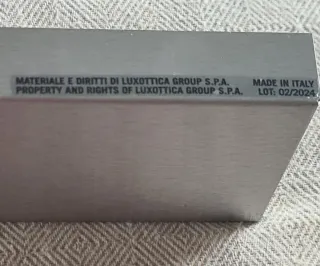 MATERIALE E DIRITTI DI LUXOTTICA GROUP S.P.A. MADE IN ITALY
PROPERTY AND RIGHTS OF LUXOTTICA GROUP S.P.A. LOT: 02/2024